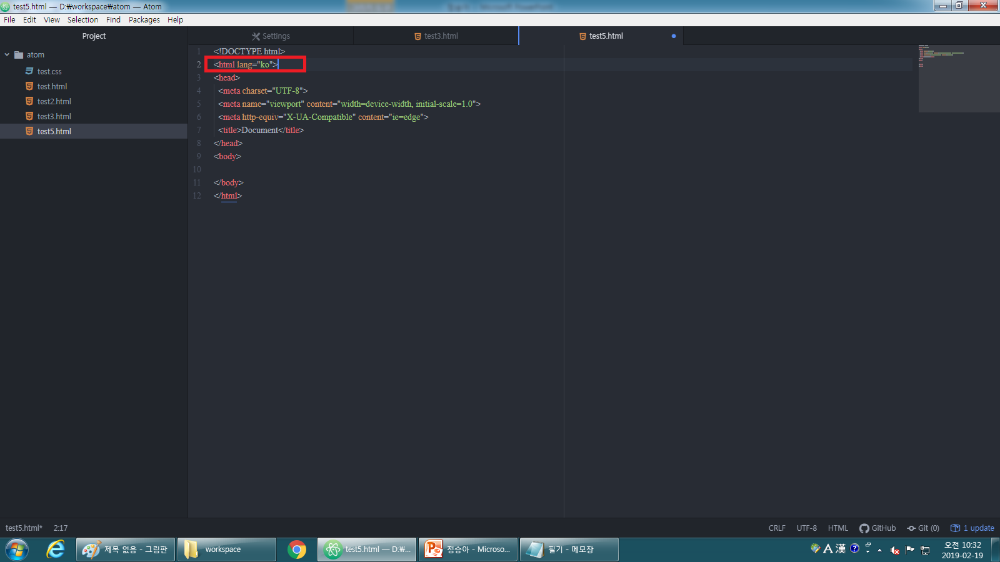 test5.html — D:\workspace\atom — Atom
File Edit View Selection Find Packages Help
Project
Settings
test3.html
test5.html
atom
test.css
test.html
test2.html
test3.html
test5.html
1 <!DOCTYPE html>
2 <html lang="ko">
3 <head>
4 <meta charset="UTF-8">
5 <meta name="viewport" content="width=device-width, initial-scale=1.0">
6 <meta http-equiv="X-UA-Compatible" content="ie=edge">
7 <title>Document</title>
8 </head>
9 <body>
10
11 </body>
12 </html>
test5.html* 2:17
CRLF UTF-8 HTML GitHub Git (0) 1 update
제목 없음 - 그림판
workspace
test5.html — D:₩...
정승아 - Microso...
필기 - 메모장
A 漢
오전 10:32
2019-02-19